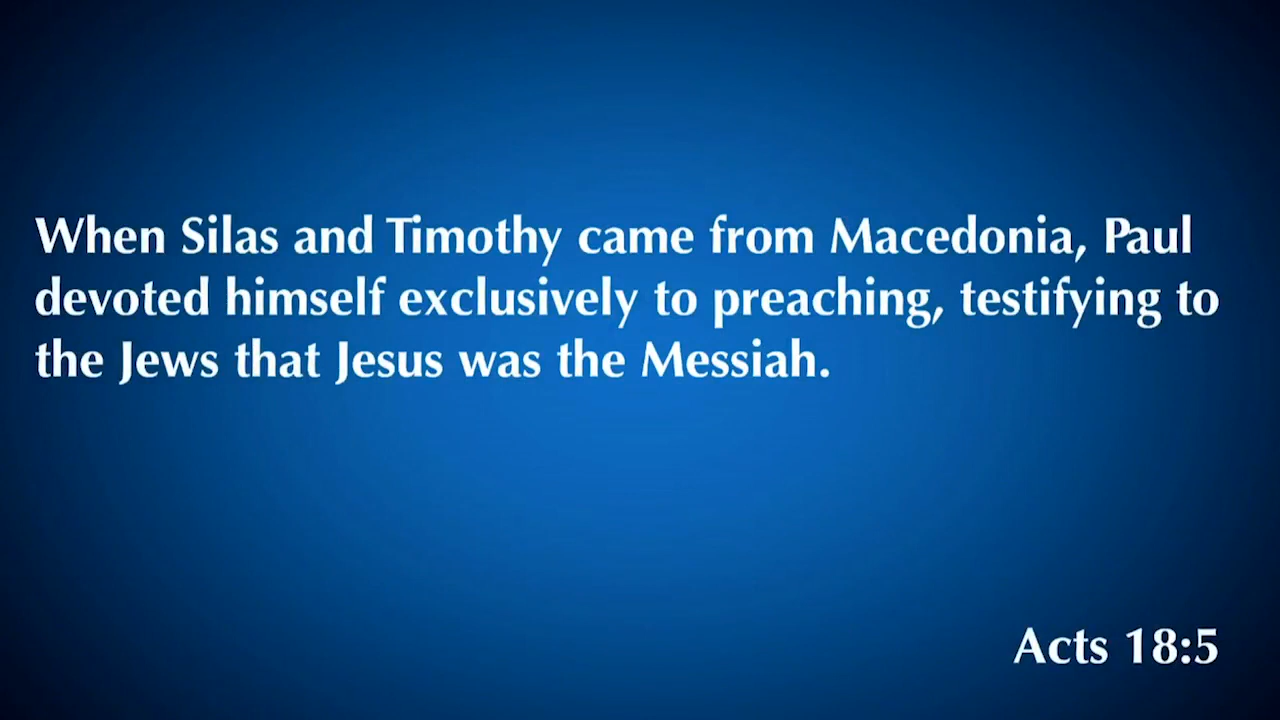 When Silas and Timothy came from Macedonia, Paul
devoted himself exclusively to preaching, testifying to
the Jews that Jesus was the Messiah.
Acts 18:5